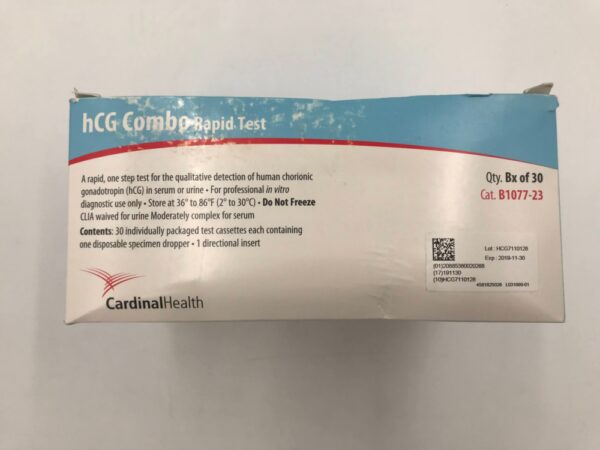 hCG Combo Rapid Test
A rapid, one step test for the qualitative detection of human chorionic
gonadotropin (hCG) in serum or urine • For professional in vitro
diagnostic use only • Store at 36° to 86°F (2° to 30°C) • Do Not Freeze
CLIA waived for urine Moderately complex for serum
Contents: 30 individually packaged test cassettes each containing
one disposable specimen dropper • 1 directional insert
CardinalHealth
Qty. Bx of 30
Cat. B1077-23
Lot : HCG7110128
Exp : 2019-11-30
(17)191130
(10)HCG7110128